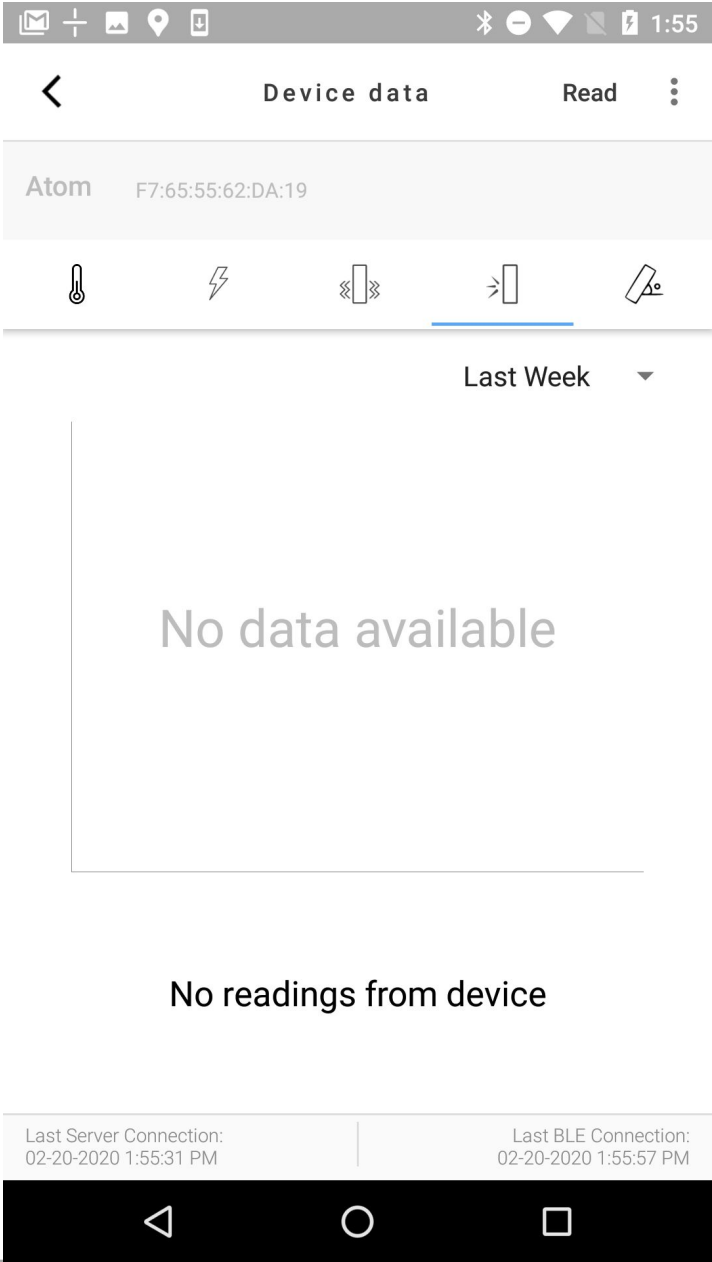 1:55
Device data Read
Atom F7:65:55:62:DA:19
Last Week
No data available
No readings from device
Last Server Connection:
02-20-2020 1:55:31 PM
Last BLE Connection:
02-20-2020 1:55:57 PM